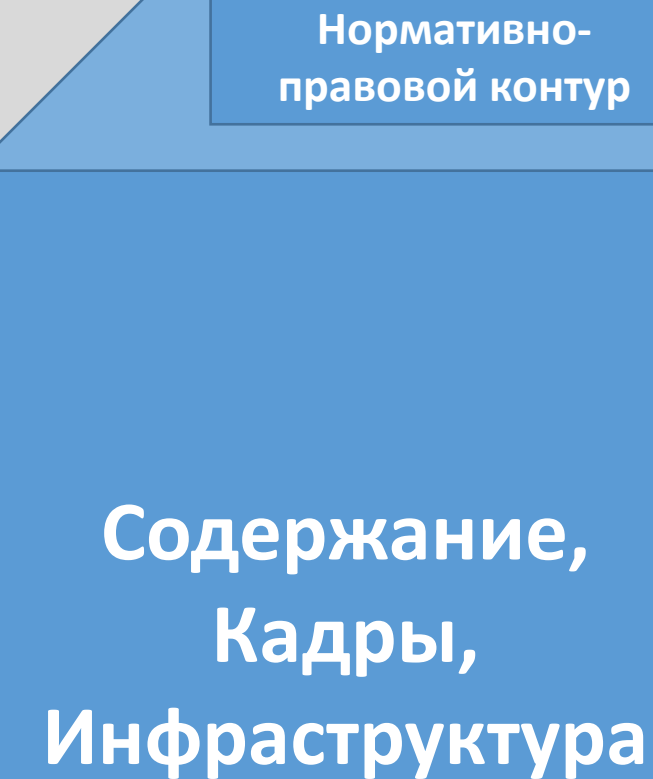 Нормативно-
правовой контур
Содержание,
Кадры,
Инфраструктура